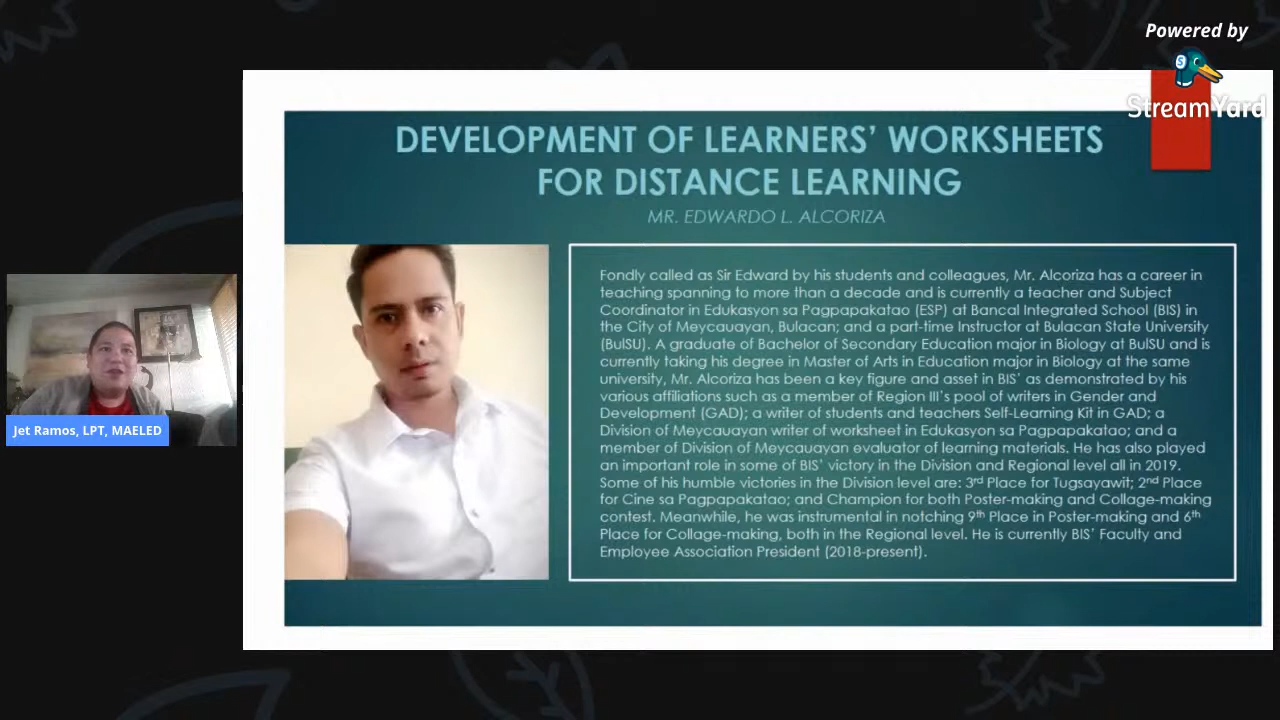 Powered by
StreamYard
DEVELOPMENT OF LEARNERS' WORKSHEETS
FOR DISTANCE LEARNING
MR. EDWARDO L. ALCORIZA
Fondly called as Sir Edward by his students and colleagues, Mr. Alcoriza has a career in
teaching spanning to more than a decade and is currently a teacher and Subject
Coordinator in Edukasyon sa Pagpapakatao (ESP) at Bancal Integrated School (BIS) in
the City of Meycauayan, Bulacan; and a part-time Instructor at Bulacan State University
(BulSU). A graduate of Bachelor of Secondary Education major in Biology at BulSU and is
currently taking his degree in Master of Arts in Education major in Biology at the same
university, Mr. Alcoriza has been a key figure and asset in BIS' as demonstrated by his
various affiliations such as a member of Region III's pool of writers in Gender and
Development (GAD); a writer of students and teachers Self-Learning Kit in GAD; a
Division of Meycauayan writer of worksheet in Edukasyon sa Pagpapakatao; and a
member of Division of Meycauayan evaluator of learning materials. He has also played
an important role in some of BIS' victory in the Division and Regional level all in 2019.
Some of his humble victories in the Division level are: 3rd Place for Tugsayawit; 2nd Place
for Cine sa Pagpapakatao; and Champion for both Poster-making and Collage-making
contest. Meanwhile, he was instrumental in notching 9th Place in Poster-making and 6th
Place for Collage-making, both in the Regional level. He is currently BIS' Faculty and
Employee Association President (2018-present).
Jet Ramos, LPT, MAELED